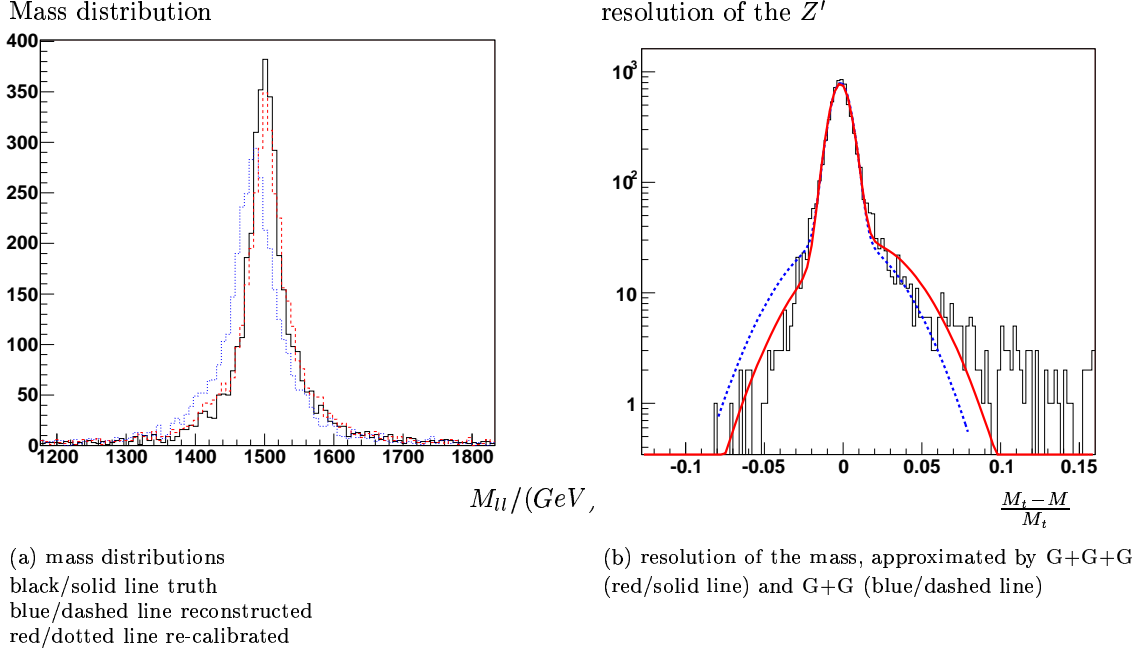 Mass distribution
400
350
300
250
200
150
100
50
0
1200 1300 1400 1500 1600 1700 1800
M_{ll}/(GeV,
(a) mass distributions
black/solid line truth
blue/dashed line reconstructed
red/dotted line re-calibrated
resolution of the Z′
10³
10²
10
1
-0.1 -0.05 0 0.05 0.1 0.15
M_t − M
M_t
(b) resolution of the mass, approximated by G+G+G
(red/solid line) and G+G (blue/dashed line)